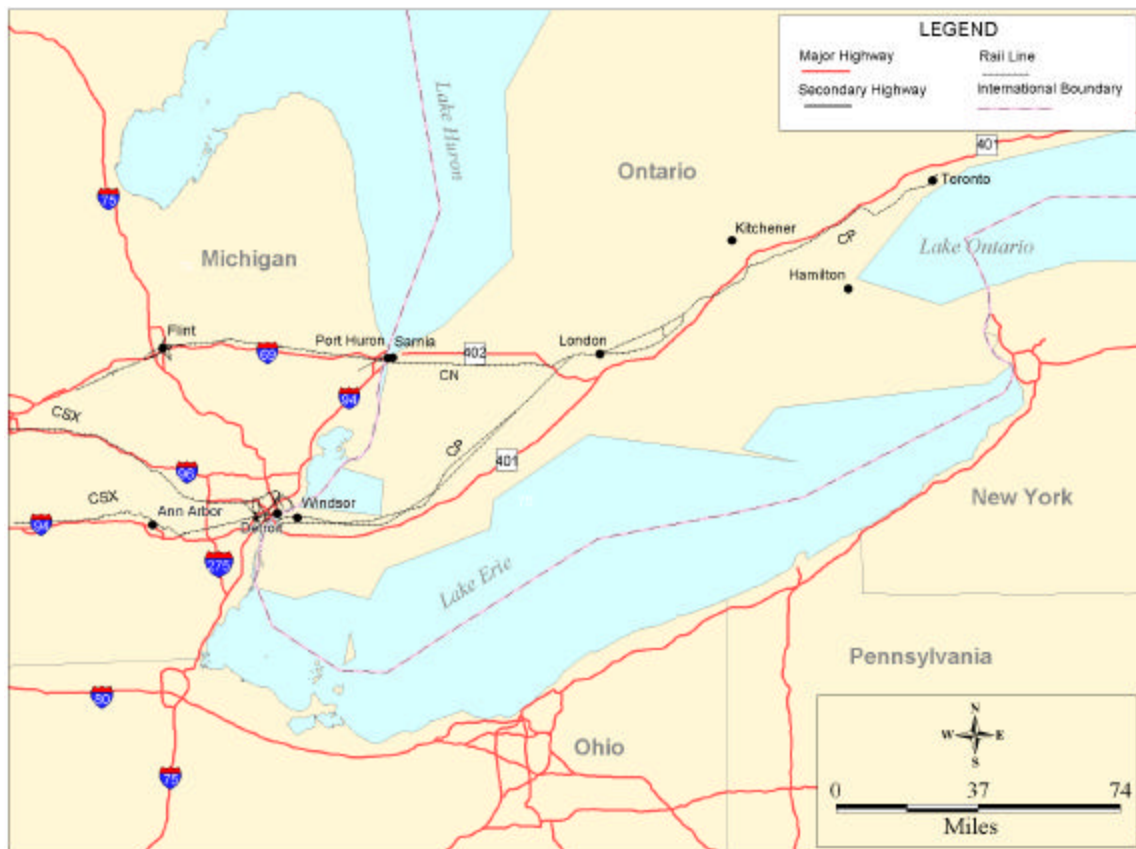 LEGEND
Major Highway
Rail Line
Secondary Highway
International Boundary
401
75
Lake Huron
Ontario
Toronto
Kitchener
CP
Lake Ontario
Michigan
Hamilton
Flint
Port Huron
Sarnia
London
69
402
CN
94
CSX
CP
401
96
CSX
Ann Arbor
Windsor
94
Detroit
New York
275
Lake Erie
Pennsylvania
80
N
W
E
S
Ohio
75
0
37
74
Miles